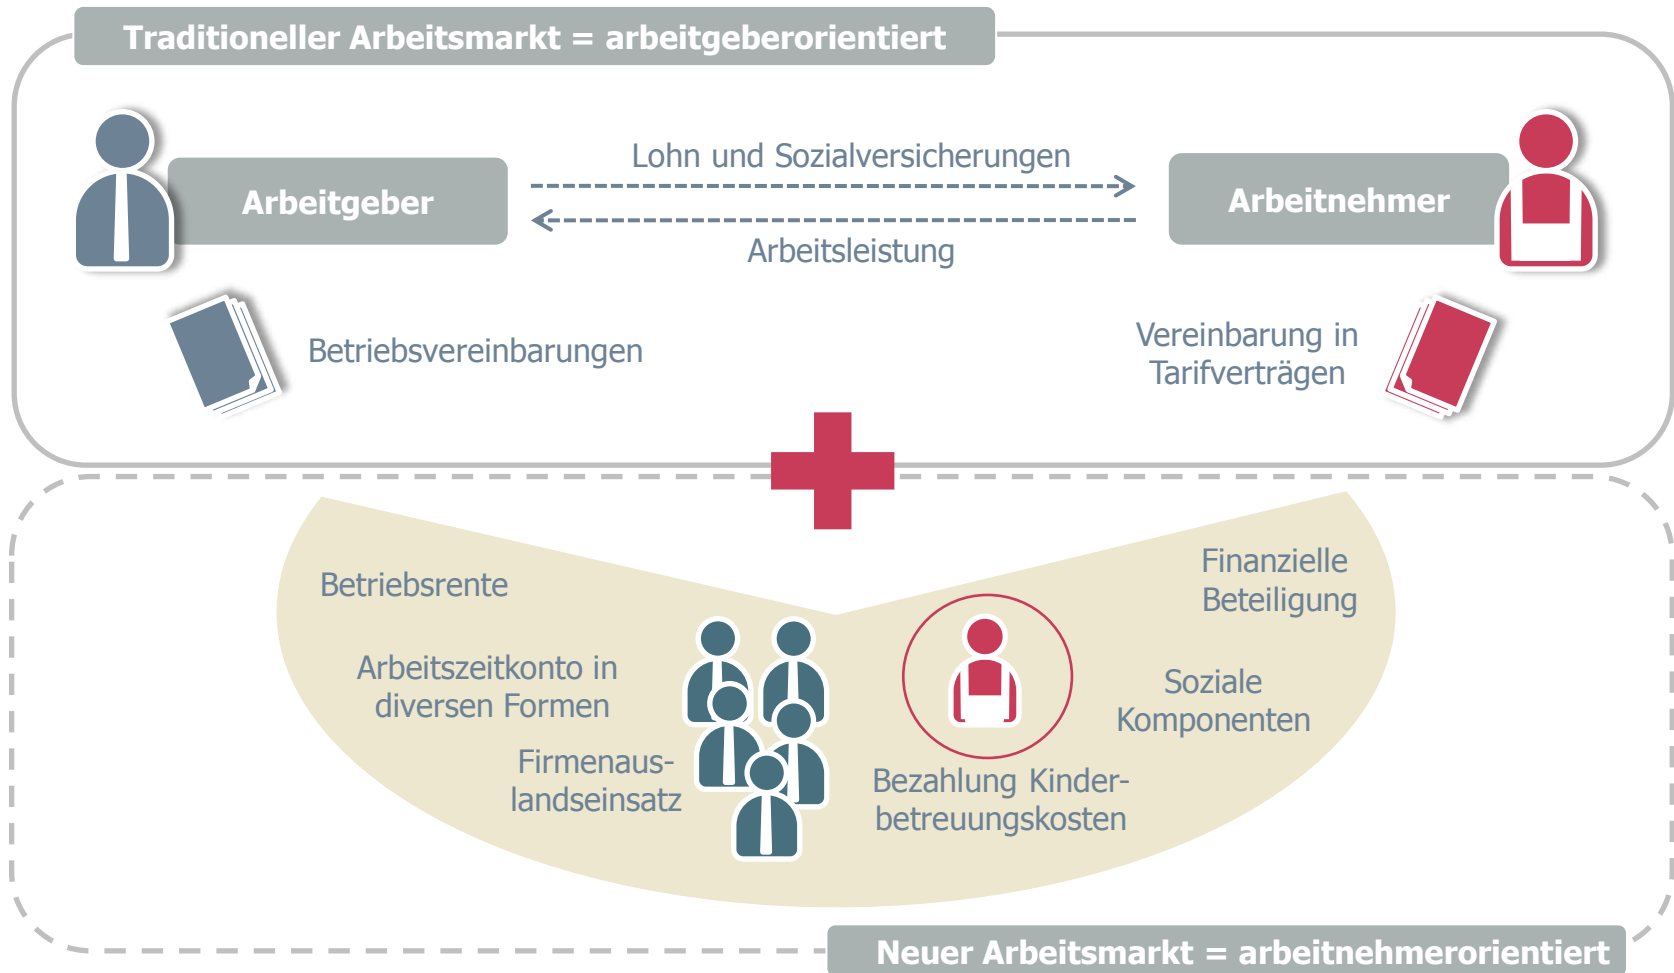 Traditioneller Arbeitsmarkt = arbeitgeberorientiert
Arbeitgeber
Lohn und Sozialversicherungen
Arbeitsleistung
Arbeitnehmer
Betriebsvereinbarungen
Vereinbarung in
Tarifverträgen
Betriebsrente
Arbeitszeitkonto in
diversen Formen
Firmenaus-
landseinsatz
Bezahlung Kinder-
betreuungskosten
Finanzielle
Beteiligung
Soziale
Komponenten
Neuer Arbeitsmarkt = arbeitnehmerorientiert